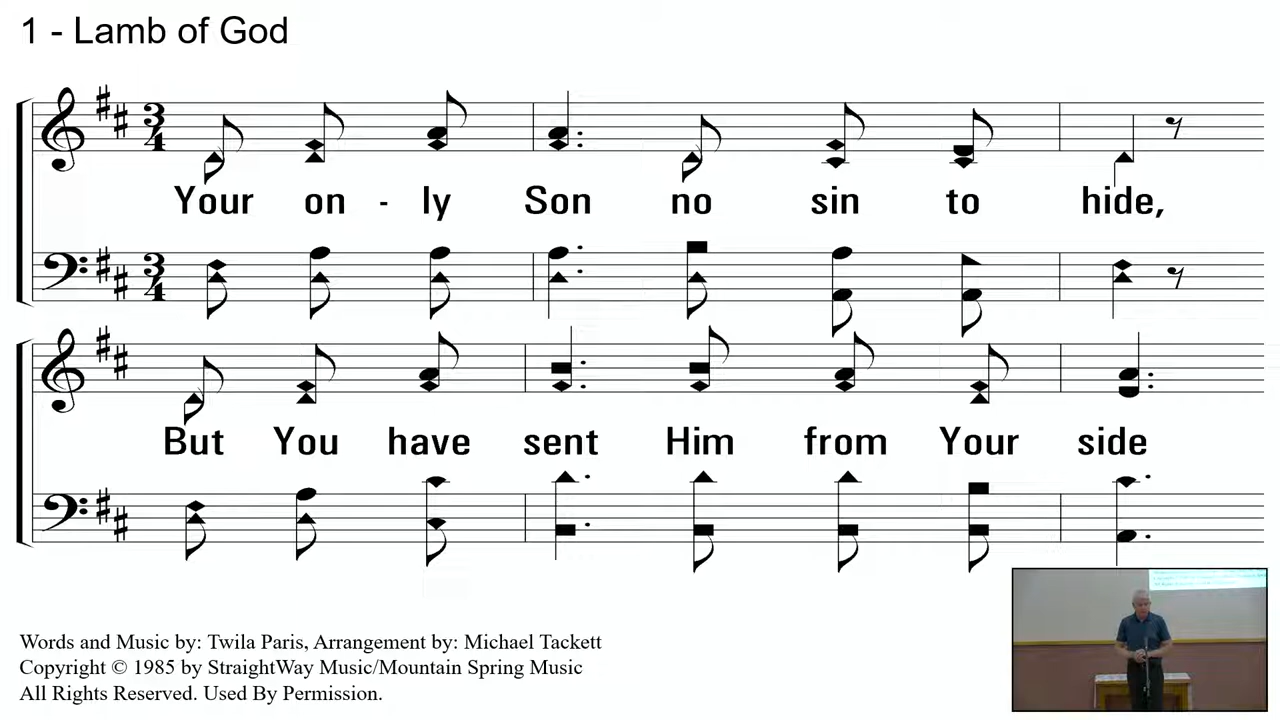 1 - Lamb of God
Your on - ly Son no sin to hide,
But You have sent Him from Your side
Words and Music by: Twila Paris, Arrangement by: Michael Tackett
Copyright © 1985 by StraightWay Music/Mountain Spring Music
All Rights Reserved. Used By Permission.